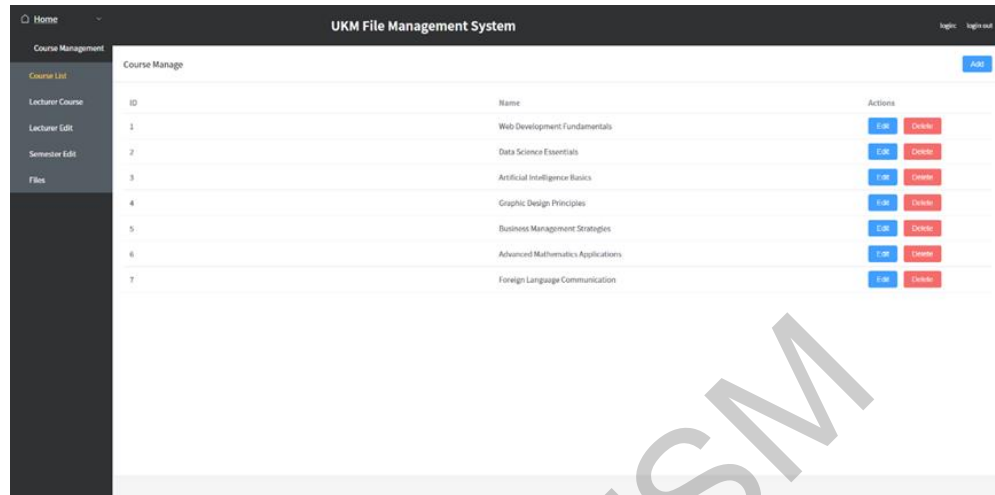 Home
UKM File Management System
login: login out
Course Management
Course Manage
Add
Course List
Lecturer Course
Lecturer Edit
Semester Edit
Files
ID Name Actions
1 Web Development Fundamentals Edit Delete
2 Data Science Essentials Edit Delete
3 Artificial Intelligence Basics Edit Delete
4 Graphic Design Principles Edit Delete
5 Business Management Strategies Edit Delete
6 Advanced Mathematics Applications Edit Delete
7 Foreign Language Communication Edit Delete
SM